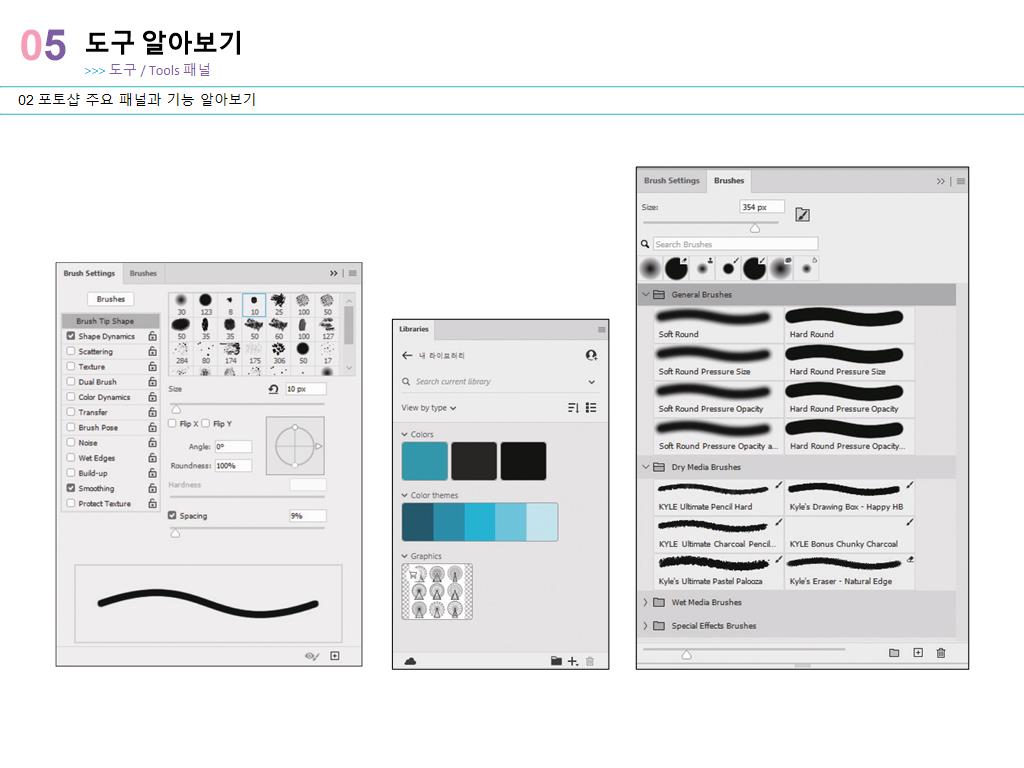 05 도구 알아보기
>>> 도구 / Tools 패널
02 포토샵 주요 패널과 기능 알아보기
Brush Settings Brushes
Brushes
Brush Tip Shape
Shape Dynamics
Scattering
Texture
Dual Brush
Color Dynamics
Transfer
Brush Pose
Noise
Wet Edges
Build-up
Smoothing
Protect Texture
30 123 8 10 25 100 50
50 35 35 50 60 100 127
284 80 174 175 306 50 17
Size 10 px
Flip X Flip Y
Angle: 0°
Roundness: 100%
Hardness
Spacing 9%
Libraries
내 라이브러리
Search current library
View by type
Colors
Color themes
Graphics
Brush Settings Brushes
Size: 354 px
Search Brushes
General Brushes
Soft Round Hard Round
Soft Round Pressure Size Hard Round Pressure Size
Soft Round Pressure Opacity Hard Round Pressure Opacity
Soft Round Pressure Opacity a... Hard Round Pressure Opacity...
Dry Media Brushes
KYLE Ultimate Pencil Hard Kyle's Drawing Box - Happy HB
KYLE Ultimate Charcoal Pencil... KYLE Bonus Chunky Charcoal
Kyle's Ultimate Pastel Palooza Kyle's Eraser - Natural Edge
Wet Media Brushes
Special Effects Brushes